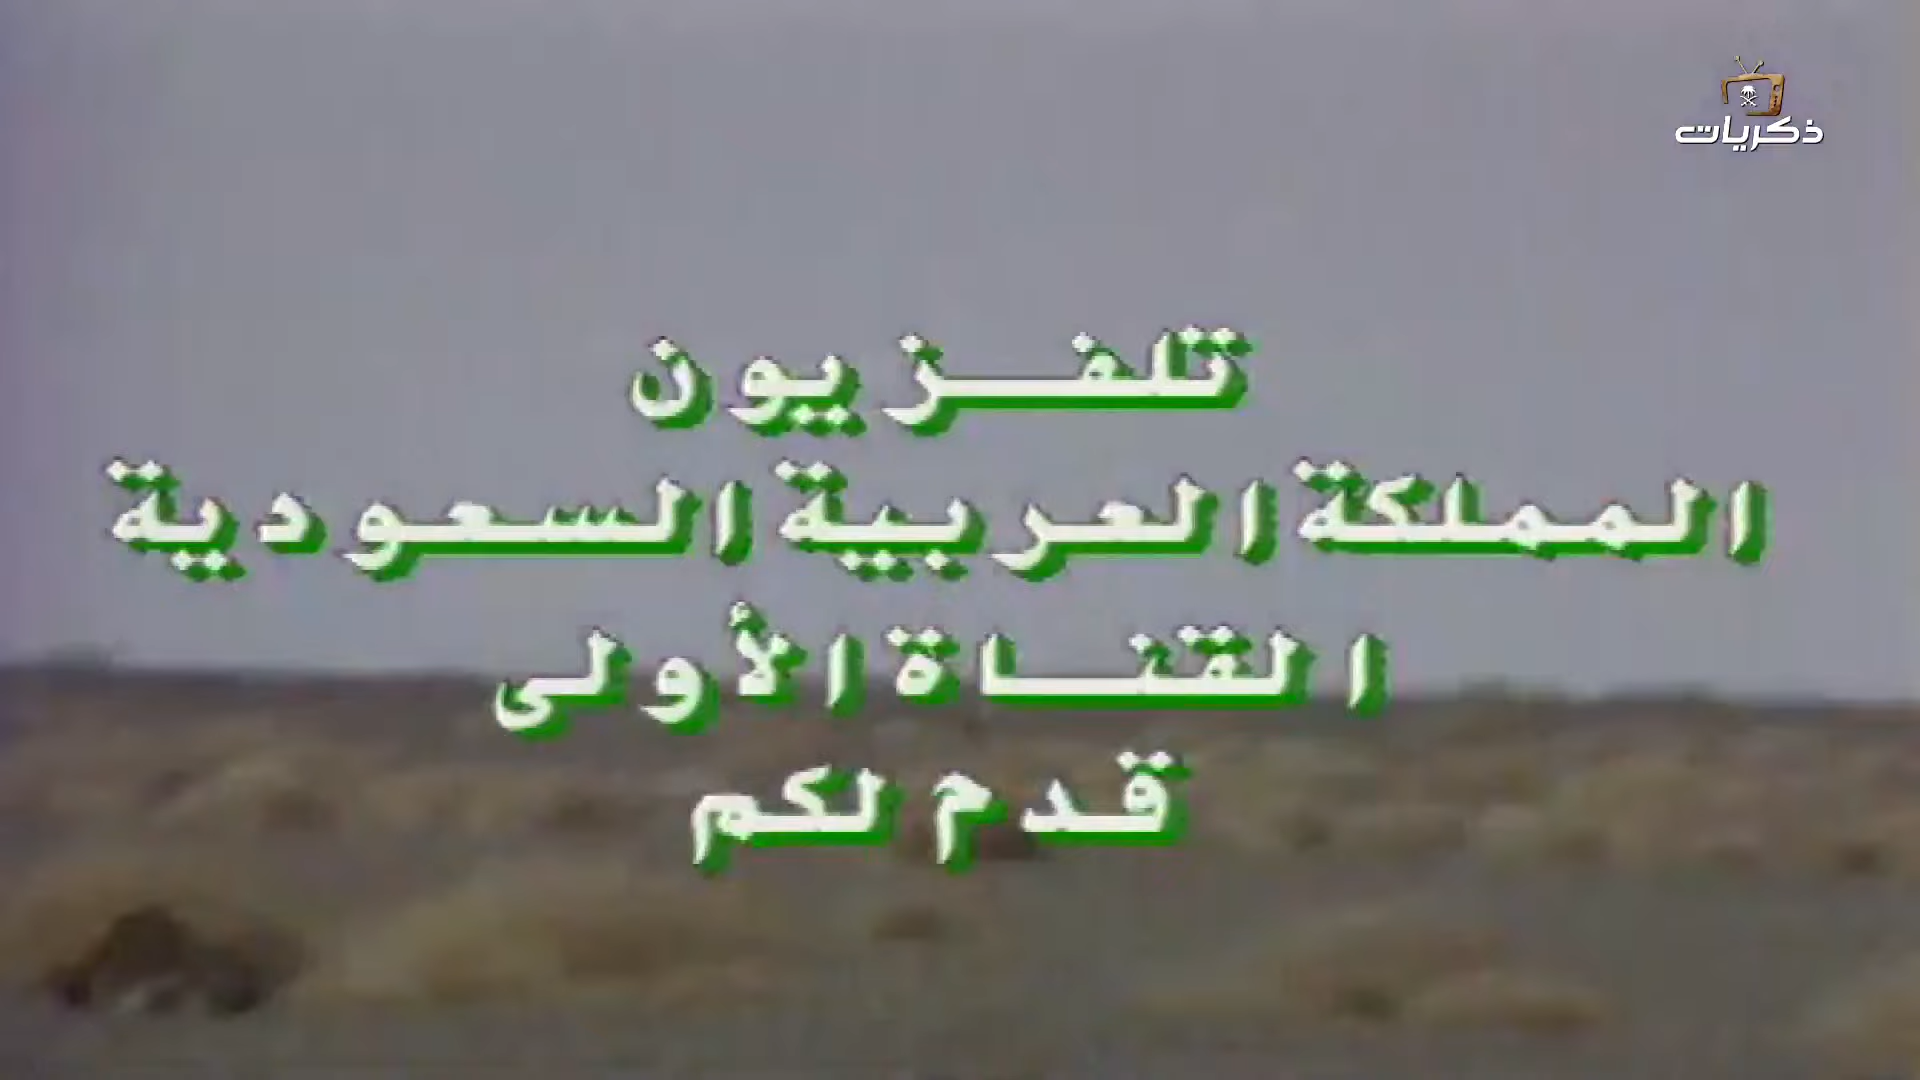 ذكريات
تلفزيون
المملكة العربية السعودية
القناة الأولى
قدم لكم